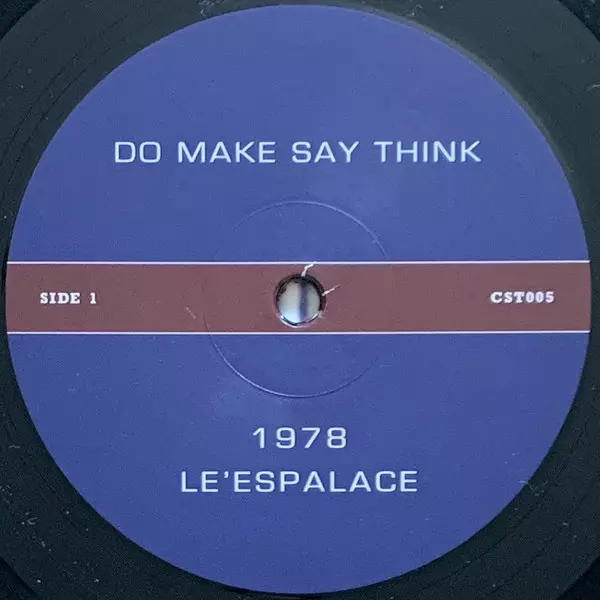 DO MAKE SAY THINK
SIDE 1
CST005
1978
LE'ESPALACE